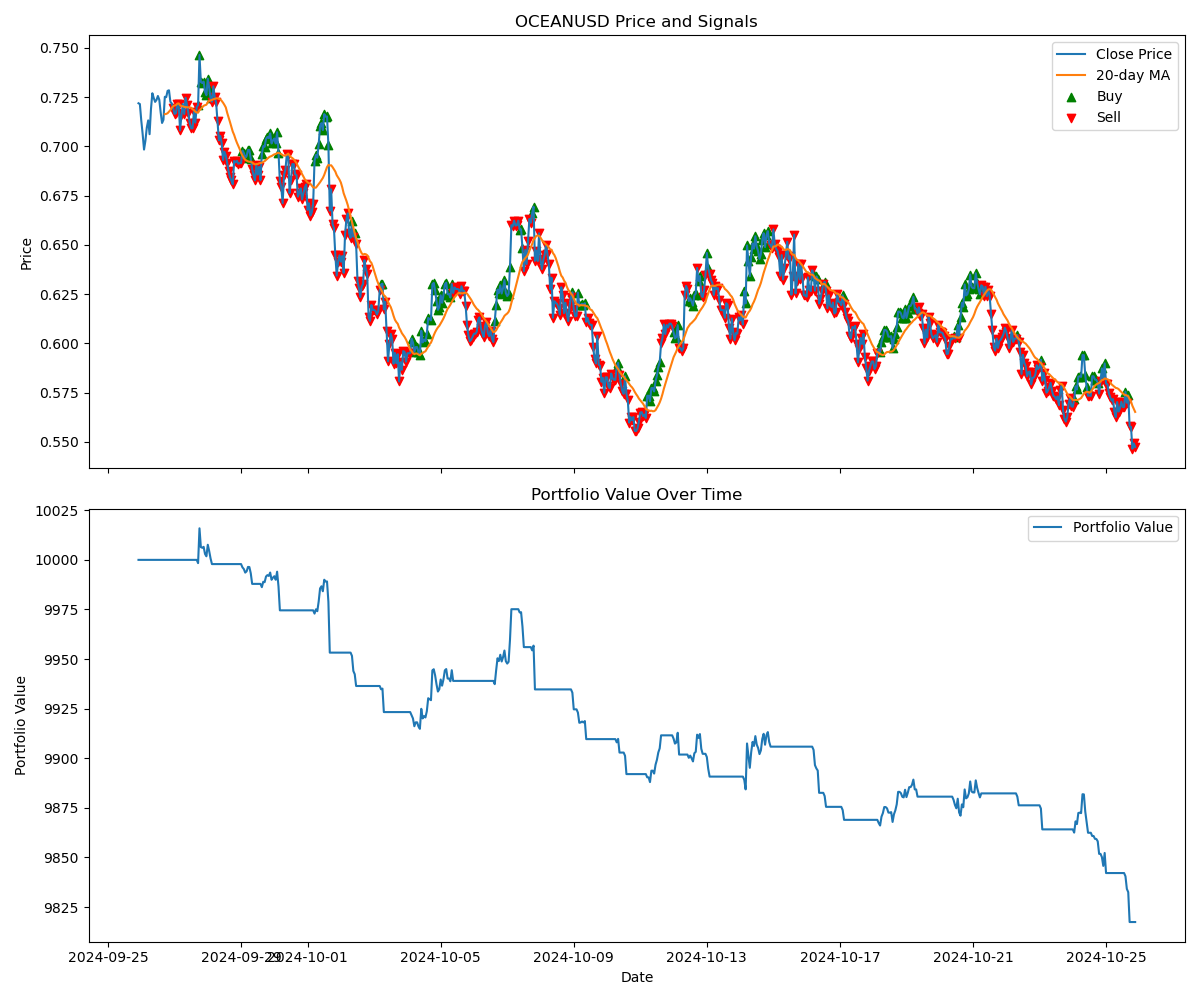 OCEANUSD Price and Signals
Price
0.750
0.725
0.700
0.675
0.650
0.625
0.600
0.575
0.550
Close Price
20-day MA
Buy
Sell
Portfolio Value Over Time
Portfolio Value
10025
10000
9975
9950
9925
9900
9875
9850
9825
Portfolio Value
2024-09-25
2024-09-29
2024-10-01
2024-10-05
2024-10-09
2024-10-13
2024-10-17
2024-10-21
2024-10-25
Date